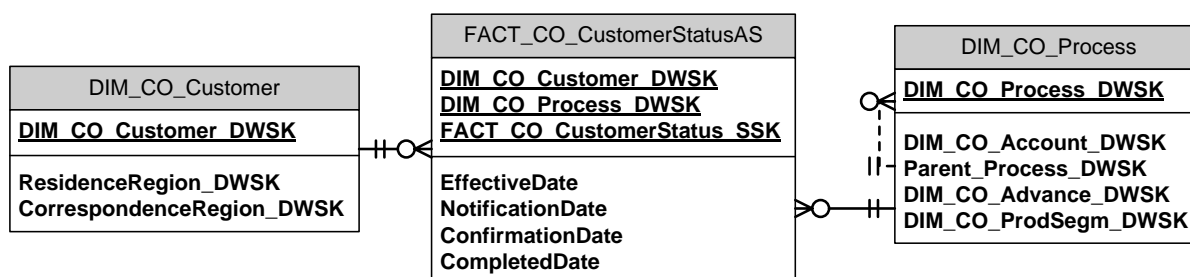 DIM_CO_Customer
DIM_CO_Customer_DWSK
ResidenceRegion_DWSK
CorrespondenceRegion_DWSK
FACT_CO_CustomerStatusAS
DIM_CO_Customer_DWSK
DIM_CO_Process_DWSK
FACT_CO_CustomerStatus_SSK
EffectiveDate
NotificationDate
ConfirmationDate
CompletedDate
DIM_CO_Process
DIM_CO_Process_DWSK
DIM_CO_Account_DWSK
Parent_Process_DWSK
DIM_CO_Advance_DWSK
DIM_CO_ProdSegm_DWSK